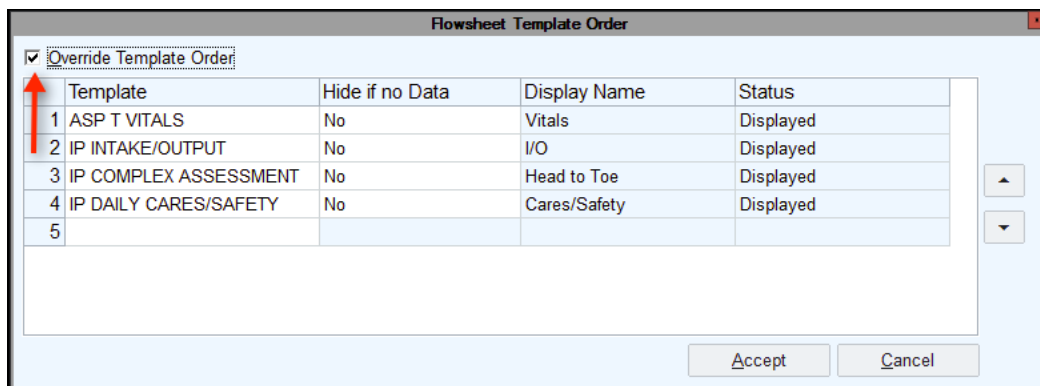 Flowsheet Template Order
Override Template Order
Template Hide if no Data Display Name Status
1 ASP T VITALS No Vitals Displayed
2 IP INTAKE/OUTPUT No I/O Displayed
3 IP COMPLEX ASSESSMENT No Head to Toe Displayed
4 IP DAILY CARES/SAFETY No Cares/Safety Displayed
5
Accept Cancel